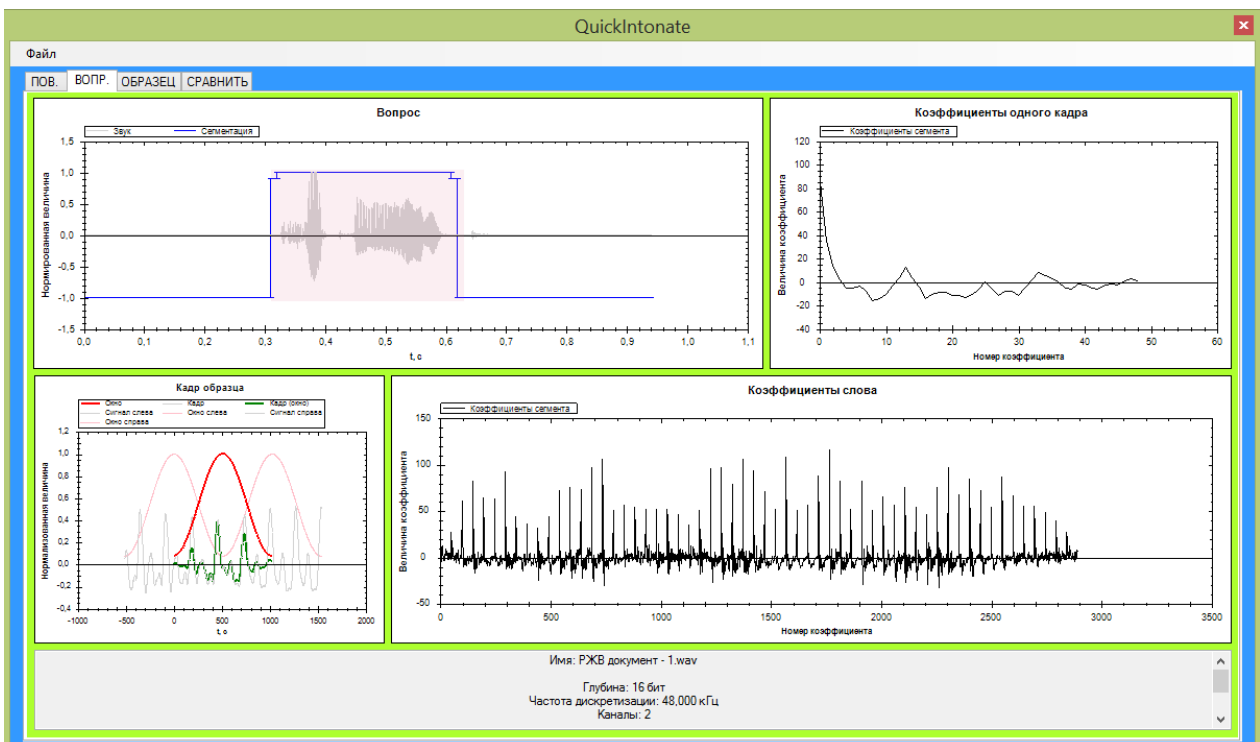 QuickIntonate
Файл
ПОВ. ВОПР. ОБРАЗЕЦ СРАВНИТЬ
Вопрос
Звук Сегментация
Нормированная величина
1,5
1,0
0,5
0,0
-0,5
-1,0
-1,5
0,0 0,1 0,2 0,3 0,4 0,5 0,6 0,7 0,8 0,9 1,0 1,1
t, c
Коэффициенты одного кадра
Коэффициенты сегмента
Величина коэффициента
120
100
80
60
40
20
0
-20
-40
0 10 20 30 40 50 60
Номер коэффициента
Кадр образца
Окно Кадр Кадр (окно)
Сигнал слева Окно слева Сигнал справа
Окно справа
Нормализованная величина
1,2
1,0
0,8
0,6
0,4
0,2
0,0
-0,2
-0,4
-1000 -500 0 500 1000 1500 2000
t, c
Коэффициенты слова
Коэффициенты сегмента
Величина коэффициента
150
100
50
0
-50
0 500 1000 1500 2000 2500 3000 3500
Номер коэффициента
Имя: РЖВ документ - 1.wav
Глубина: 16 бит
Частота дискретизации: 48,000 кГц
Каналы: 2